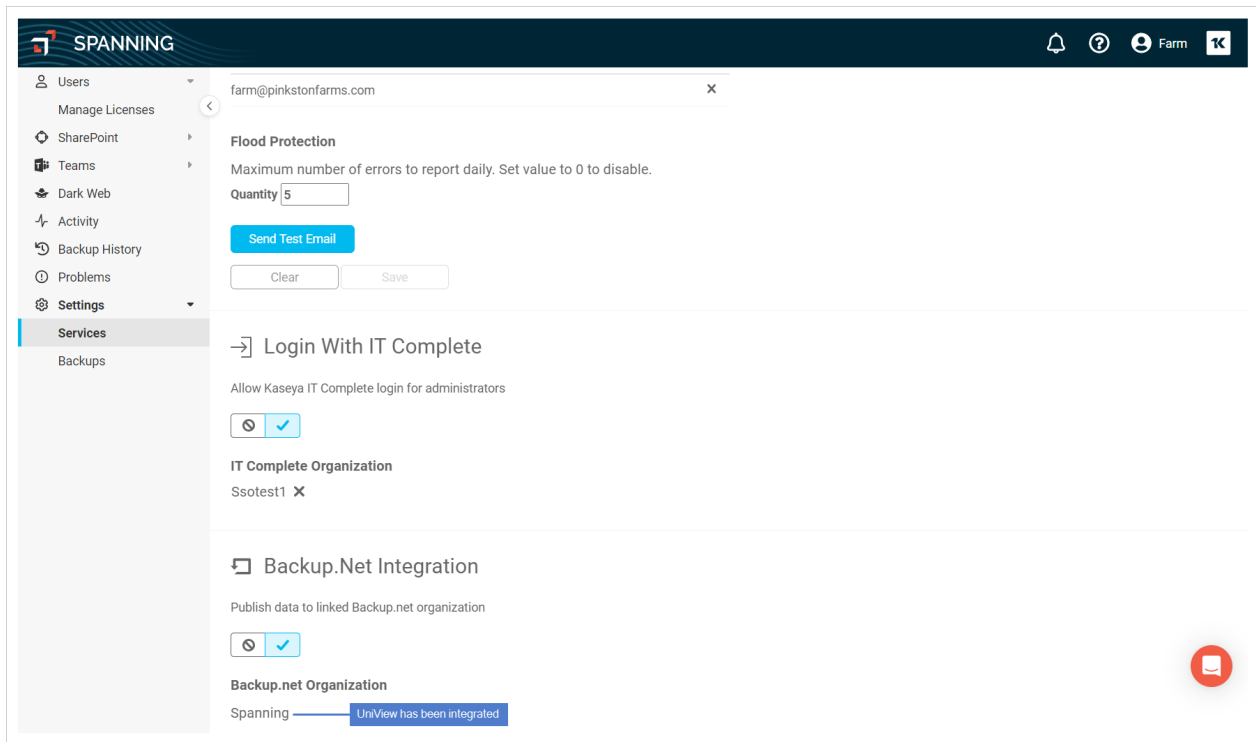 SPANNING
Farm
Users
Manage Licenses
SharePoint
Teams
Dark Web
Activity
Backup History
Problems
Settings
Services
Backups
farm@pinkstonfarms.com
Flood Protection
Maximum number of errors to report daily. Set value to 0 to disable.
Quantity 5
Send Test Email
Clear Save
Login With IT Complete
Allow Kaseya IT Complete login for administrators
IT Complete Organization
Ssotest1
Backup.Net Integration
Publish data to linked Backup.net organization
Backup.net Organization
Spanning UniView has been integrated